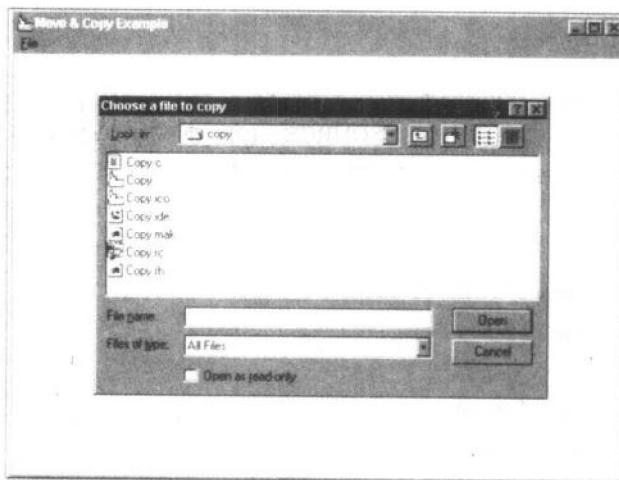 Move & Copy Example
File
Choose a file to copy
Look in:
copy
Copy.c
Copy
Copy.ico
Copy.ide
Copy.mak
Copy.rc
Copy.rh
File name:
Open
Files of type:
All Files
Cancel
Open as read-only